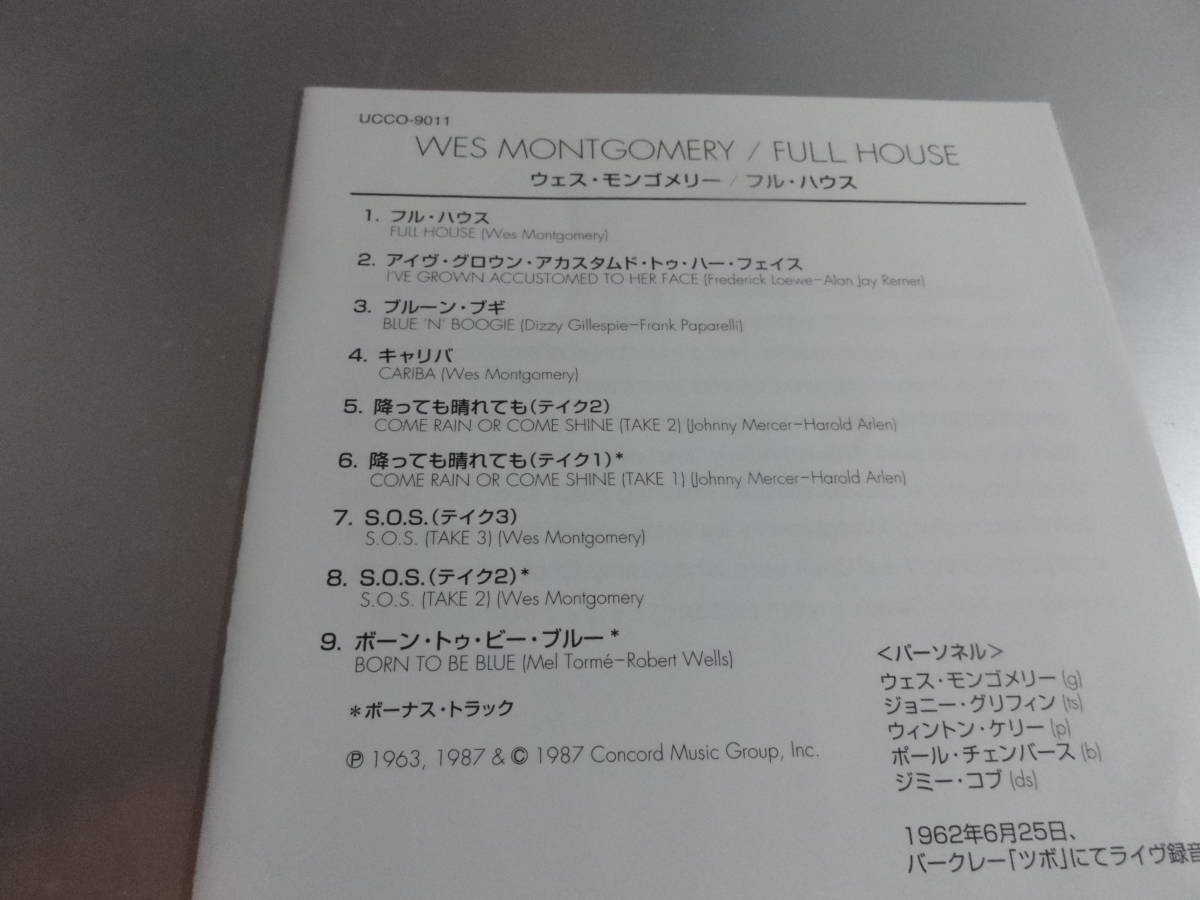 UCCO-9011
WES MONTGOMERY / FULL HOUSE
ウェス・モンゴメリー / フル・ハウス
1. フル・ハウス
FULL HOUSE (Wes Montgomery)
2. アイヴ・グロウン・アカスタムド・トゥ・ハー・フェイス
I'VE GROWN ACCUSTOMED TO HER FACE (Frederick Loewe–Alan Jay Rerner)
3. ブルーン・ブギ
BLUE 'N' BOOGIE (Dizzy Gillespie–Frank Paparelli)
4. キャリバ
CARIBA (Wes Montgomery)
5. 降っても晴れても(テイク2)
COME RAIN OR COME SHINE (TAKE 2) (Johnny Mercer–Harold Arlen)
6. 降っても晴れても(テイク1)*
COME RAIN OR COME SHINE (TAKE 1) (Johnny Mercer–Harold Arlen)
7. S.O.S.(テイク3)
S.O.S. (TAKE 3) (Wes Montgomery)
8. S.O.S.(テイク2)*
S.O.S. (TAKE 2) (Wes Montgomery
9. ボーン・トゥ・ビー・ブルー*
BORN TO BE BLUE (Mel Tormé–Robert Wells)
*ボーナス・トラック
℗ 1963, 1987 & © 1987 Concord Music Group, Inc.
<パーソネル>
ウェス・モンゴメリー (g)
ジョニー・グリフィン (ts)
ウィントン・ケリー (p)
ポール・チェンバース (b)
ジミー・コブ (ds)
1962年6月25日、
バークレー「ツボ」にてライヴ録音